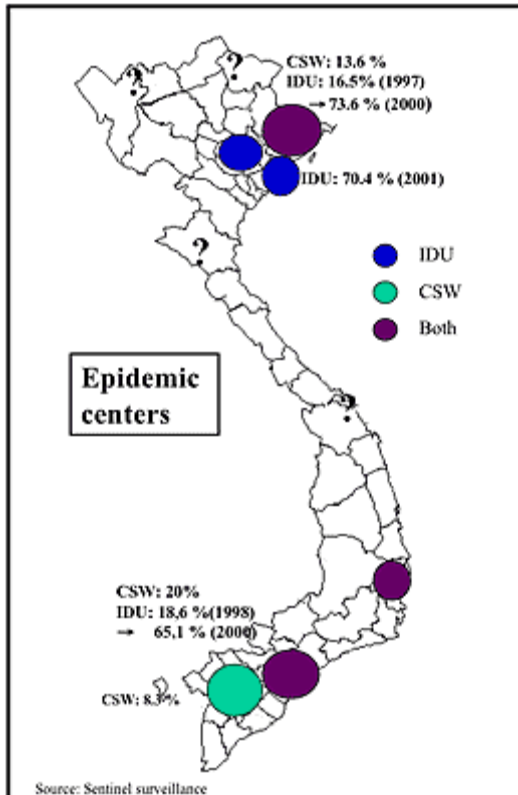 CSW: 13.6 %
IDU: 16.5% (1997)
→ 73.6 % (2000)
?
?
IDU: 70.4 % (2001)
?
IDU
CSW
Both
Epidemic
centers
?
CSW: 20%
IDU: 18,6 %(1998)
→ 65,1 % (2000)
CSW: 8.3 %
Source: Sentinel surveillance